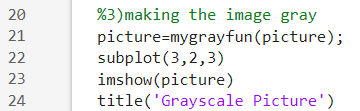 20 %3)making the image gray
21 picture=mygrayfun(picture);
22 subplot(3,2,3)
23 imshow(picture)
24 title('Grayscale Picture')